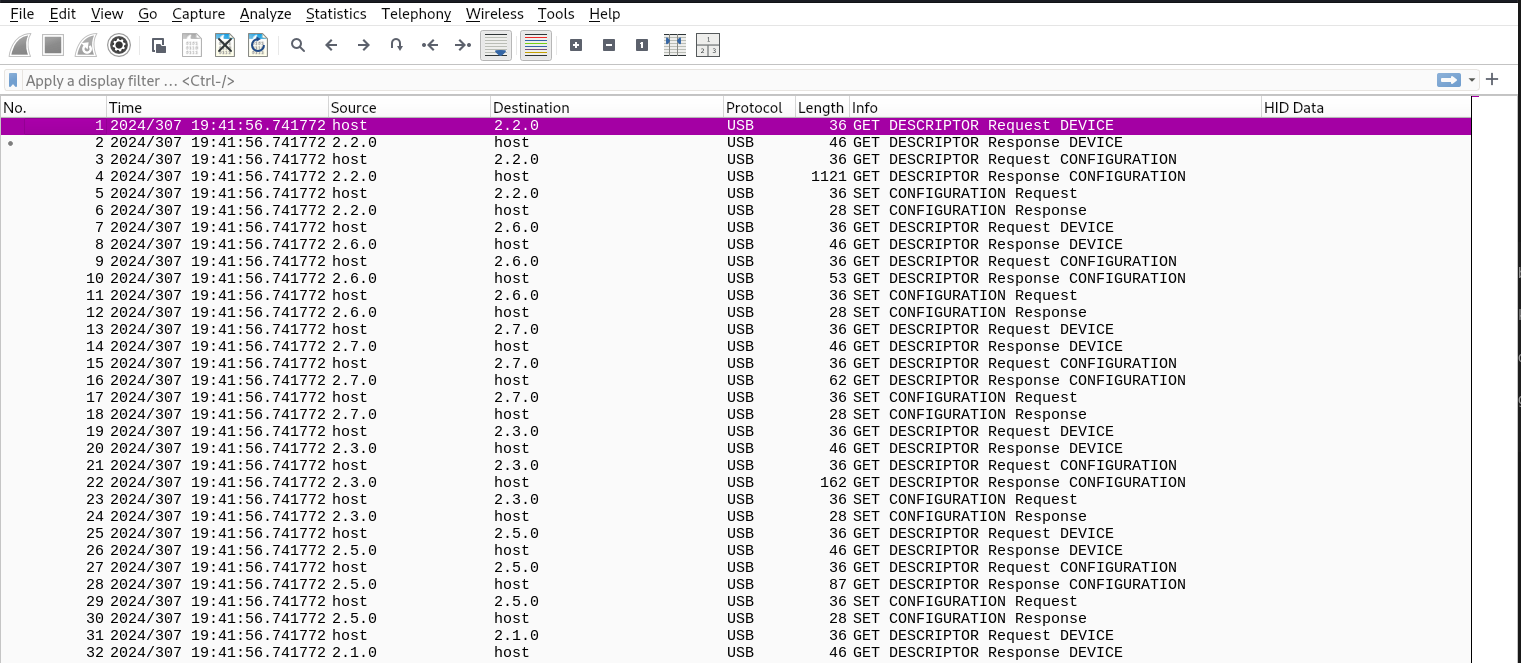 File Edit View Go Capture Analyze Statistics Telephony Wireless Tools Help
Apply a display filter … <Ctrl-/>
No. Time Source Destination Protocol Length Info HID Data
1 2024/307 19:41:56.741772 host 2.2.0 USB 36 GET DESCRIPTOR Request DEVICE
2 2024/307 19:41:56.741772 2.2.0 host USB 46 GET DESCRIPTOR Response DEVICE
3 2024/307 19:41:56.741772 host 2.2.0 USB 36 GET DESCRIPTOR Request CONFIGURATION
4 2024/307 19:41:56.741772 2.2.0 host USB 1121 GET DESCRIPTOR Response CONFIGURATION
5 2024/307 19:41:56.741772 host 2.2.0 USB 36 SET CONFIGURATION Request
6 2024/307 19:41:56.741772 2.2.0 host USB 28 SET CONFIGURATION Response
7 2024/307 19:41:56.741772 host 2.6.0 USB 36 GET DESCRIPTOR Request DEVICE
8 2024/307 19:41:56.741772 2.6.0 host USB 46 GET DESCRIPTOR Response DEVICE
9 2024/307 19:41:56.741772 host 2.6.0 USB 36 GET DESCRIPTOR Request CONFIGURATION
10 2024/307 19:41:56.741772 2.6.0 host USB 53 GET DESCRIPTOR Response CONFIGURATION
11 2024/307 19:41:56.741772 host 2.6.0 USB 36 SET CONFIGURATION Request
12 2024/307 19:41:56.741772 2.6.0 host USB 28 SET CONFIGURATION Response
13 2024/307 19:41:56.741772 host 2.7.0 USB 36 GET DESCRIPTOR Request DEVICE
14 2024/307 19:41:56.741772 2.7.0 host USB 46 GET DESCRIPTOR Response DEVICE
15 2024/307 19:41:56.741772 host 2.7.0 USB 36 GET DESCRIPTOR Request CONFIGURATION
16 2024/307 19:41:56.741772 2.7.0 host USB 62 GET DESCRIPTOR Response CONFIGURATION
17 2024/307 19:41:56.741772 host 2.7.0 USB 36 SET CONFIGURATION Request
18 2024/307 19:41:56.741772 2.7.0 host USB 28 SET CONFIGURATION Response
19 2024/307 19:41:56.741772 host 2.3.0 USB 36 GET DESCRIPTOR Request DEVICE
20 2024/307 19:41:56.741772 2.3.0 host USB 46 GET DESCRIPTOR Response DEVICE
21 2024/307 19:41:56.741772 host 2.3.0 USB 36 GET DESCRIPTOR Request CONFIGURATION
22 2024/307 19:41:56.741772 2.3.0 host USB 162 GET DESCRIPTOR Response CONFIGURATION
23 2024/307 19:41:56.741772 host 2.3.0 USB 36 SET CONFIGURATION Request
24 2024/307 19:41:56.741772 2.3.0 host USB 28 SET CONFIGURATION Response
25 2024/307 19:41:56.741772 host 2.5.0 USB 36 GET DESCRIPTOR Request DEVICE
26 2024/307 19:41:56.741772 2.5.0 host USB 46 GET DESCRIPTOR Response DEVICE
27 2024/307 19:41:56.741772 host 2.5.0 USB 36 GET DESCRIPTOR Request CONFIGURATION
28 2024/307 19:41:56.741772 2.5.0 host USB 87 GET DESCRIPTOR Response CONFIGURATION
29 2024/307 19:41:56.741772 host 2.5.0 USB 36 SET CONFIGURATION Request
30 2024/307 19:41:56.741772 2.5.0 host USB 28 SET CONFIGURATION Response
31 2024/307 19:41:56.741772 host 2.1.0 USB 36 GET DESCRIPTOR Request DEVICE
32 2024/307 19:41:56.741772 2.1.0 host USB 46 GET DESCRIPTOR Response DEVICE